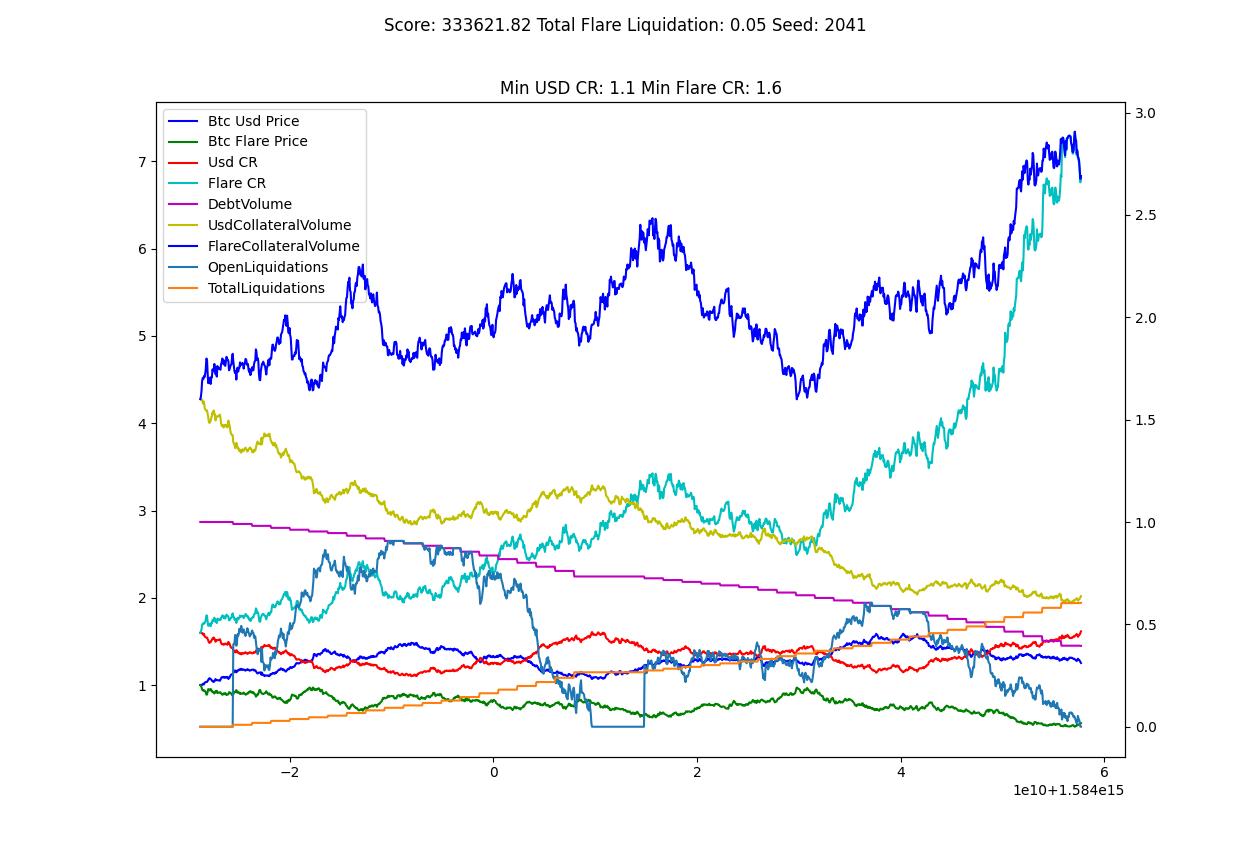 Score: 333621.82 Total Flare Liquidation: 0.05 Seed: 2041
Min USD CR: 1.1 Min Flare CR: 1.6
Btc Usd Price
Btc Flare Price
Usd CR
Flare CR
DebtVolume
UsdCollateralVolume
FlareCollateralVolume
OpenLiquidations
TotalLiquidations
7
6
5
4
3
2
1
3.0
2.5
2.0
1.5
1.0
0.5
0.0
−2
0
2
4
6
1e10+1.584e15